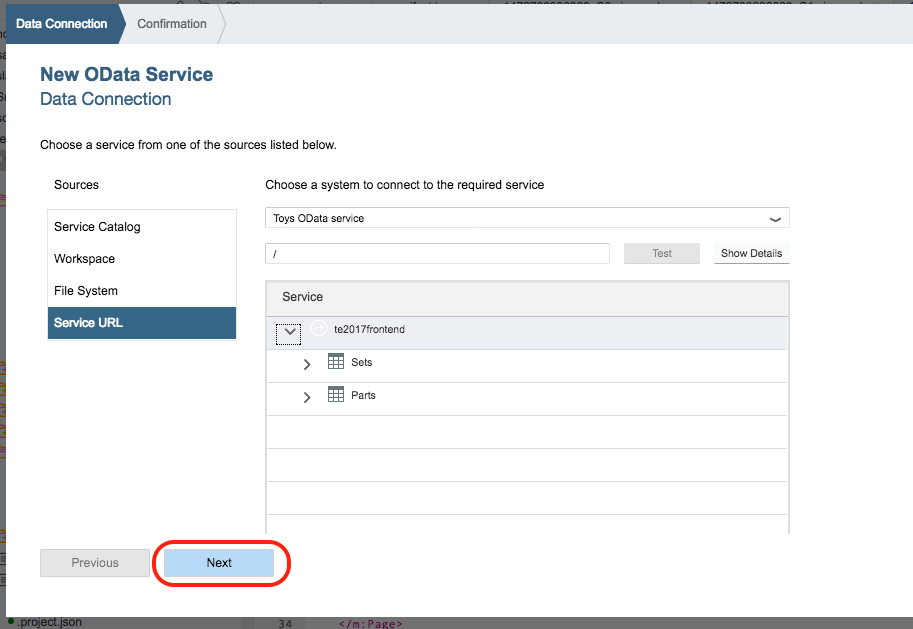 Data Connection Confirmation
New OData Service
Data Connection
Choose a service from one of the sources listed below.
Sources
Choose a system to connect to the required service
Service Catalog
Workspace
File System
Service URL
Toys OData service
/ Test Show Details
Service
te2017frontend
Sets
Parts
Previous Next
.project.json 34 </m:Page>